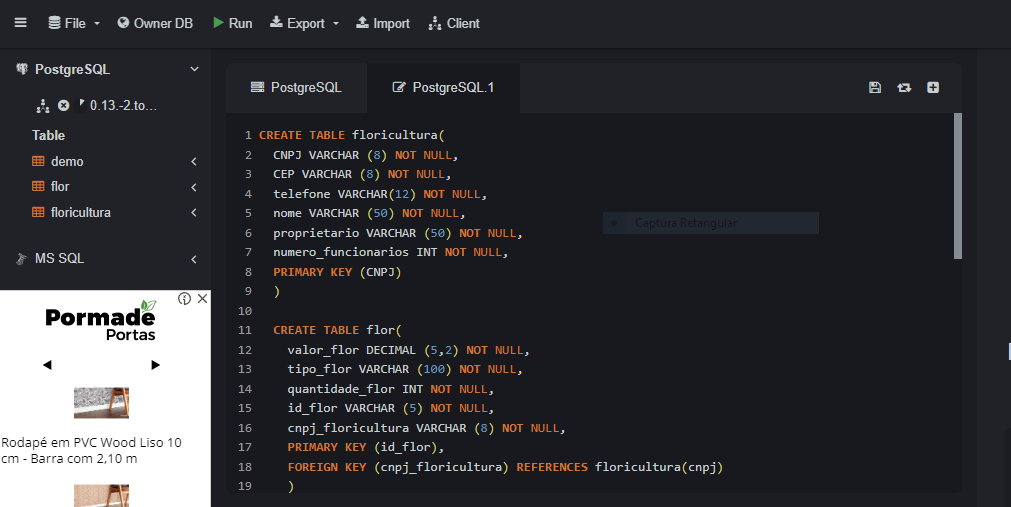 File
Owner DB
Run
Export
Import
Client
PostgreSQL
0.13.-2.to...
Table
demo
flor
floricultura
MS SQL
Pormade
Portas
Rodapé em PVC Wood Liso 10
cm - Barra com 2,10 m
PostgreSQL
PostgreSQL.1
1 CREATE TABLE floricultura(
2 CNPJ VARCHAR (8) NOT NULL,
3 CEP VARCHAR (8) NOT NULL,
4 telefone VARCHAR(12) NOT NULL,
5 nome VARCHAR (50) NOT NULL,
6 proprietario VARCHAR (50) NOT NULL,
7 numero_funcionarios INT NOT NULL,
8 PRIMARY KEY (CNPJ)
9 )
10
11 CREATE TABLE flor(
12 valor_flor DECIMAL (5,2) NOT NULL,
13 tipo_flor VARCHAR (100) NOT NULL,
14 quantidade_flor INT NOT NULL,
15 id_flor VARCHAR (5) NOT NULL,
16 cnpj_floricultura VARCHAR (8) NOT NULL,
17 PRIMARY KEY (id_flor),
18 FOREIGN KEY (cnpj_floricultura) REFERENCES floricultura(cnpj)
19 )
Captura Retangular